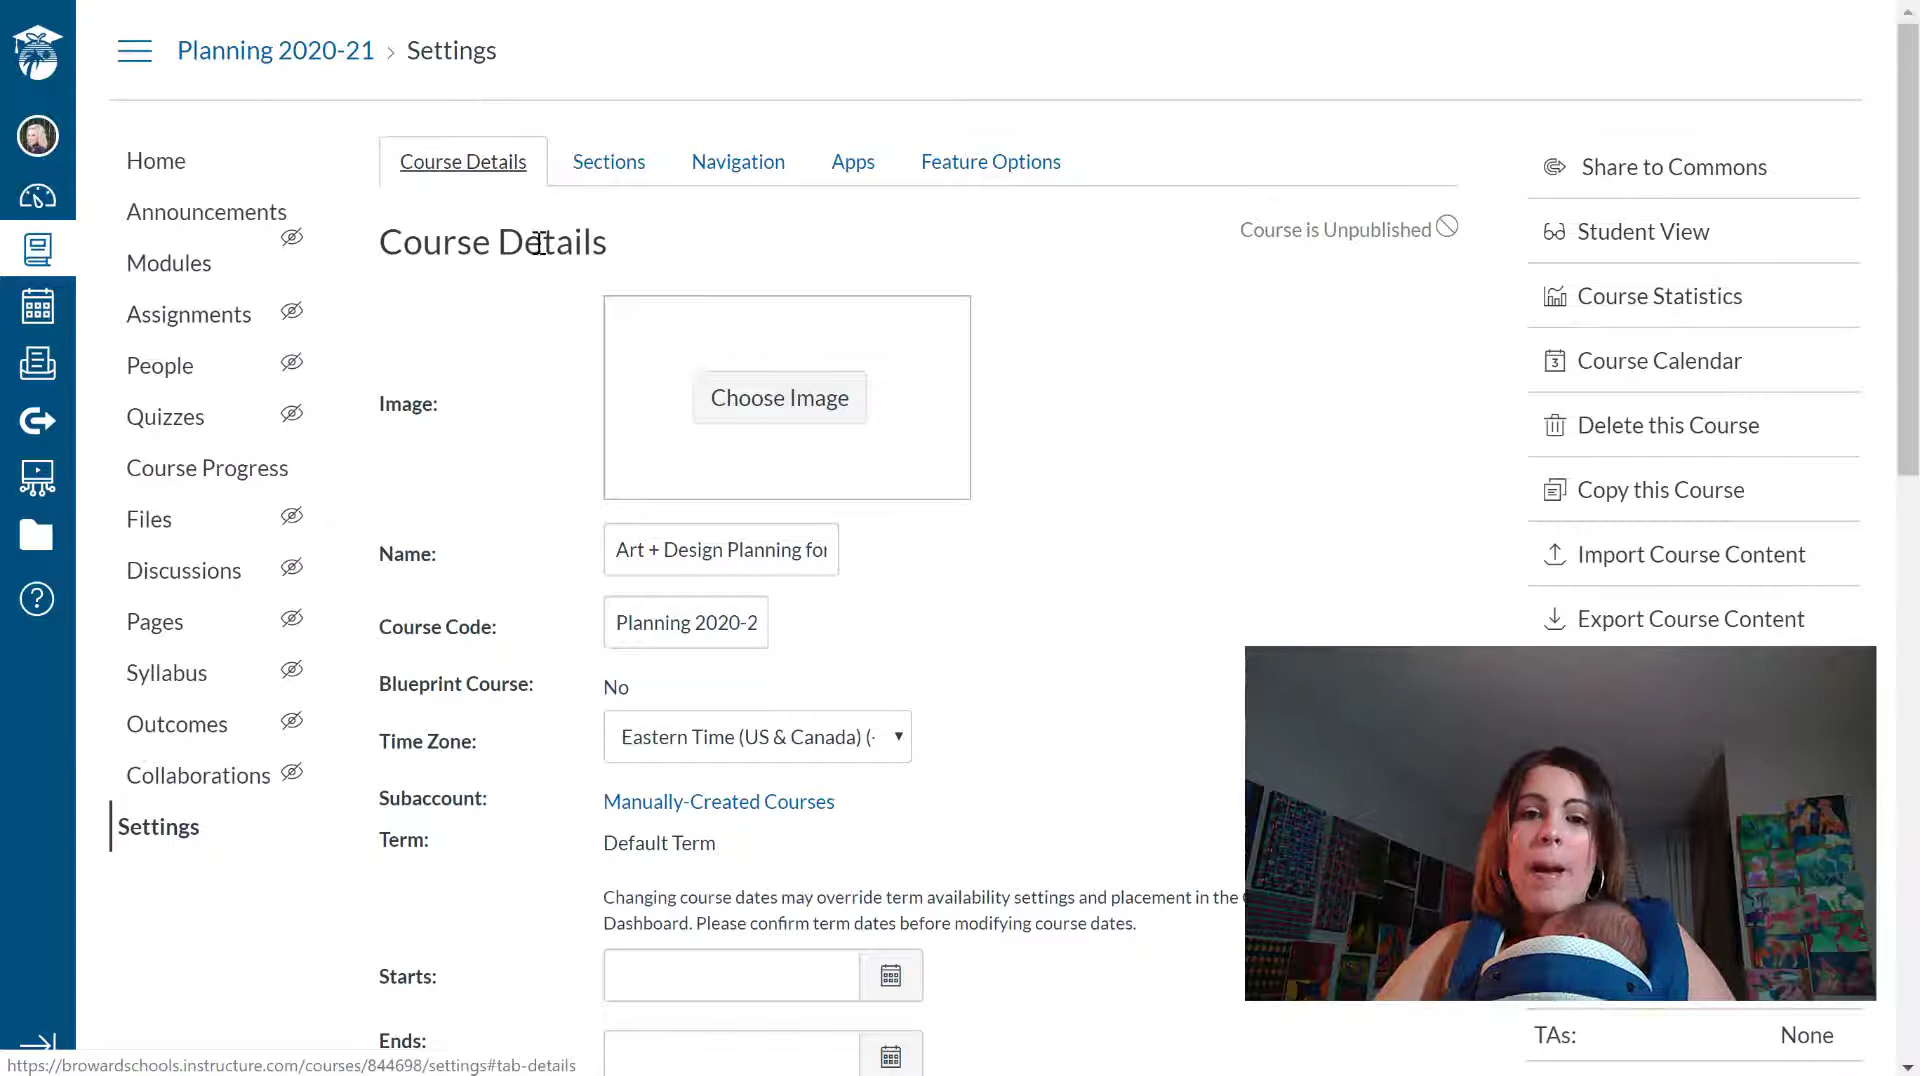 Planning 2020-21 > Settings
Home
Announcements
Modules
Assignments
People
Quizzes
Course Progress
Files
Discussions
Pages
Syllabus
Outcomes
Collaborations
Settings
Course Details Sections Navigation Apps Feature Options
Course Details
Course is Unpublished
Image:
Choose Image
Name:
Art + Design Planning for
Course Code:
Planning 2020-2
Blueprint Course:
No
Time Zone:
Eastern Time (US & Canada) (-
Subaccount:
Manually-Created Courses
Term:
Default Term
Changing course dates may override term availability settings and placement in the
Dashboard. Please confirm term dates before modifying course dates.
Starts:
Ends:
Share to Commons
Student View
Course Statistics
3
Course Calendar
Delete this Course
Copy this Course
Import Course Content
Export Course Content
TAs: None
https://browardschools.instructure.com/courses/844698/settings#tab-details